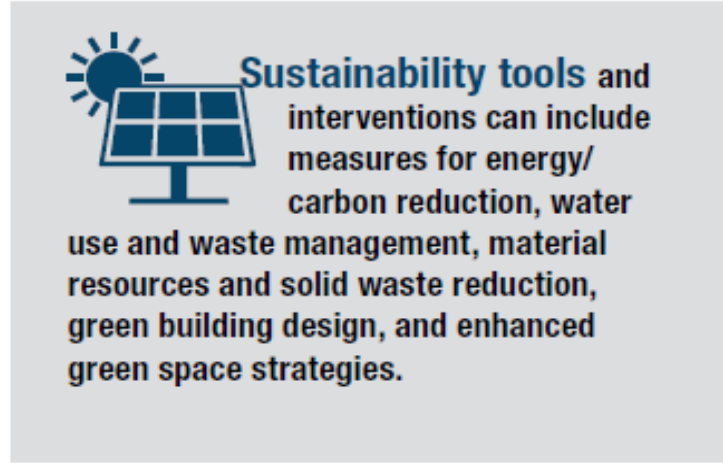 Sustainability tools and
interventions can include
measures for energy/
carbon reduction, water
use and waste management, material
resources and solid waste reduction,
green building design, and enhanced
green space strategies.